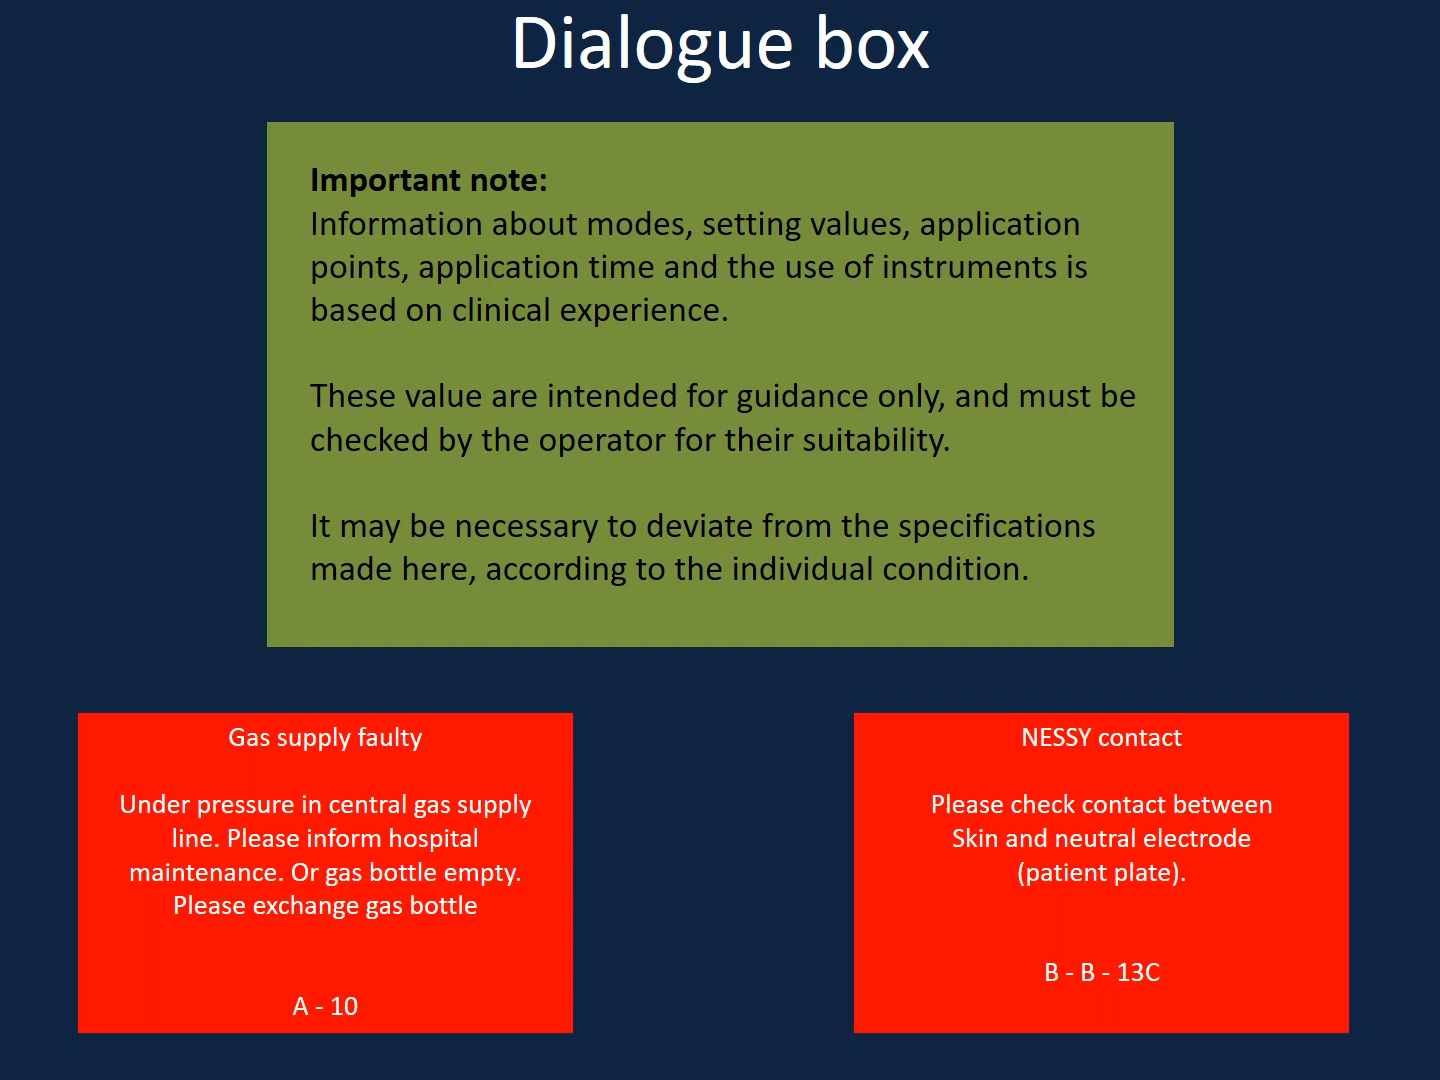 Dialogue box
Important note:
Information about modes, setting values, application
points, application time and the use of instruments is
based on clinical experience.
These value are intended for guidance only, and must be
checked by the operator for their suitability.
It may be necessary to deviate from the specifications
made here, according to the individual condition.
Gas supply faulty
Under pressure in central gas supply
line. Please inform hospital
maintenance. Or gas bottle empty.
Please exchange gas bottle
A - 10
NESSY contact
Please check contact between
Skin and neutral electrode
(patient plate).
B - B - 13C